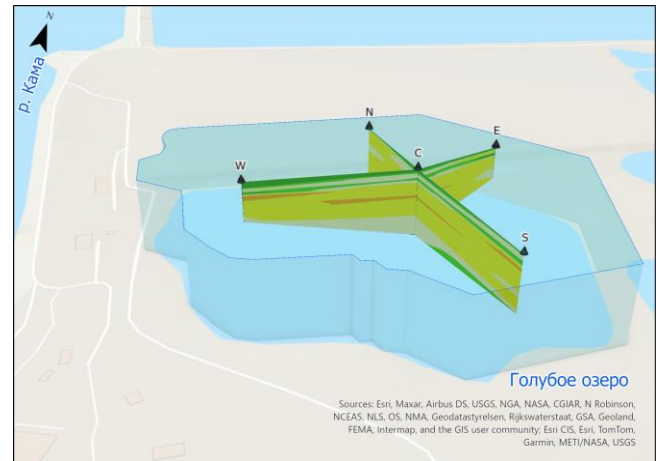 N
р. Кама
N
E
W
C
S
Голубое озеро
Sources: Esri, Maxar, Airbus DS, USGS, NGA, NASA, CGIAR, N Robinson,
NCEAS, NLS, OS, NMA, Geodatastyrelsen, Rijkswaterstaat, GSA, Geoland,
FEMA, Intermap, and the GIS user community; Esri CIS, Esri, TomTom,
Garmin, METI/NASA, USGS